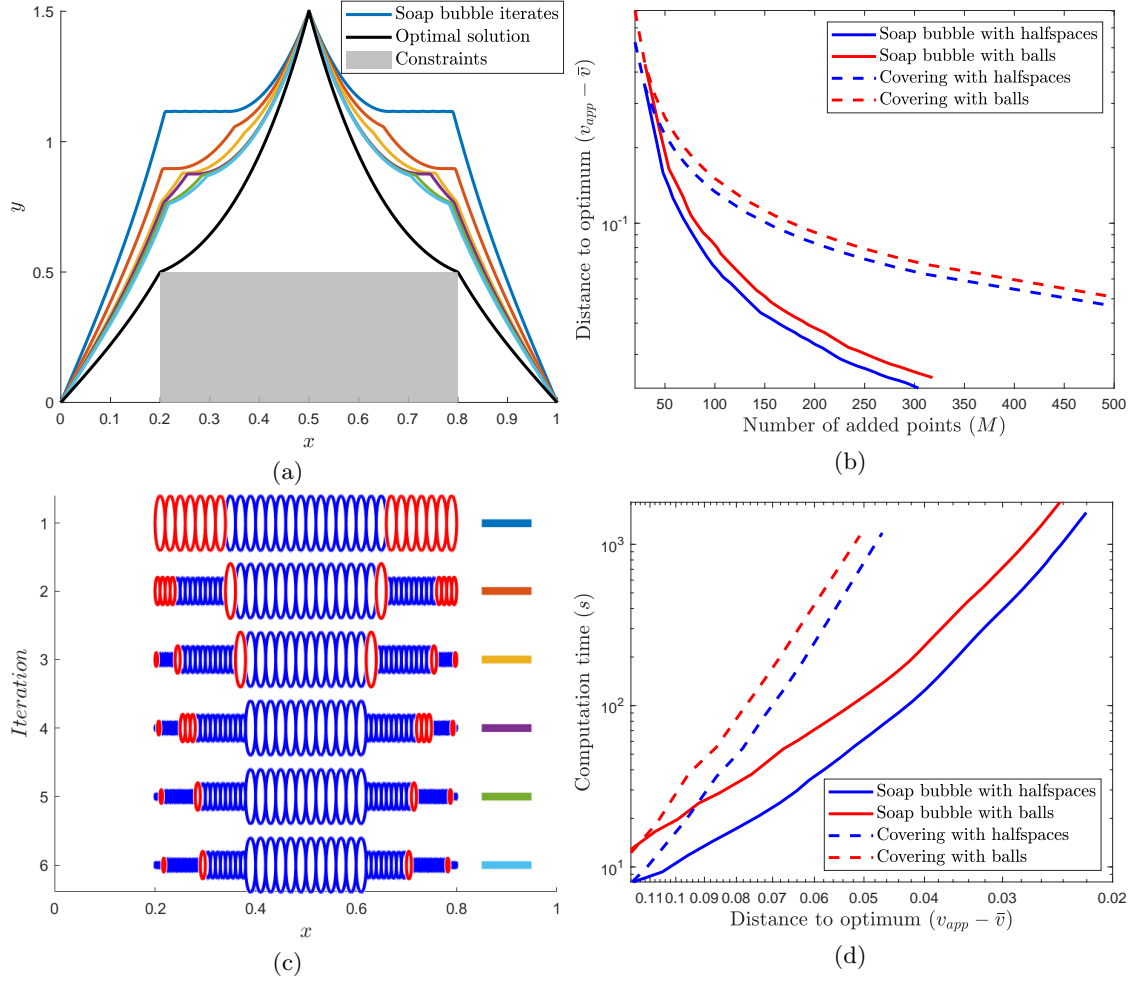 1.5
1
0.5
0
y
Soap bubble iterates
Optimal solution
Constraints
0 0.1 0.2 0.3 0.4 0.5 0.6 0.7 0.8 0.9 1
x
(a)
Distance to optimum (v_app − v̄)
10^-1
Soap bubble with halfspaces
Soap bubble with balls
Covering with halfspaces
Covering with balls
50 100 150 200 250 300 350 400 450 500
Number of added points (M)
(b)
Iteration
1
2
3
4
5
6
0 0.2 0.4 0.6 0.8 1
x
(c)
Computation time (s)
10^3
10^2
10^1
Soap bubble with halfspaces
Soap bubble with balls
Covering with halfspaces
Covering with balls
0.11 0.1 0.09 0.08 0.07 0.06 0.05 0.04 0.03 0.02
Distance to optimum (v_app − v̄)
(d)